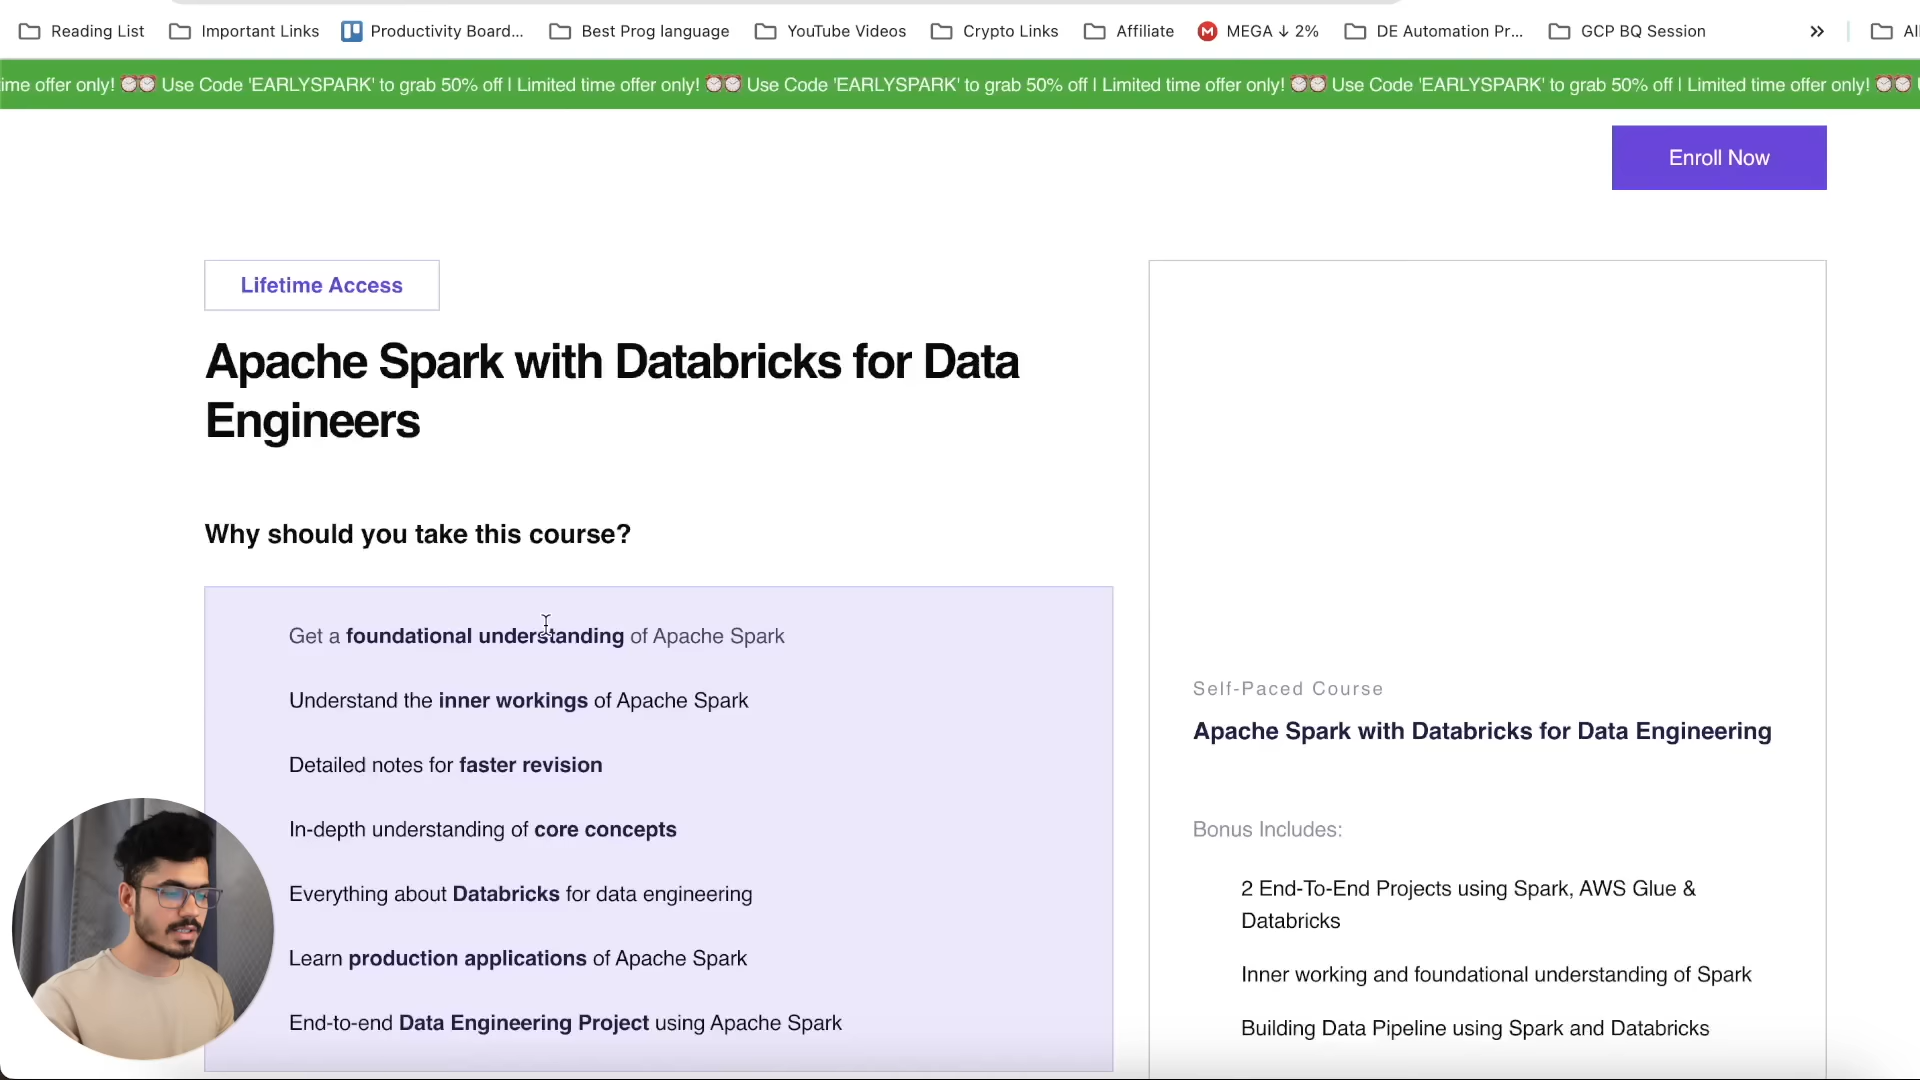 Reading List Important Links Productivity Board... Best Prog language YouTube Videos Crypto Links Affiliate MEGA ↓ 2% DE Automation Pr... GCP BQ Session » All
ime offer only! ⏰⏰ Use Code 'EARLYSPARK' to grab 50% off | Limited time offer only! ⏰⏰ Use Code 'EARLYSPARK' to grab 50% off | Limited time offer only! ⏰⏰ Use Code 'EARLYSPARK' to grab 50% off | Limited time offer only! ⏰⏰
Enroll Now
Lifetime Access
Apache Spark with Databricks for Data
Engineers
Why should you take this course?
Get a foundational understanding of Apache Spark
Understand the inner workings of Apache Spark
Detailed notes for faster revision
In-depth understanding of core concepts
Everything about Databricks for data engineering
Learn production applications of Apache Spark
End-to-end Data Engineering Project using Apache Spark
Self-Paced Course
Apache Spark with Databricks for Data Engineering
Bonus Includes:
2 End-To-End Projects using Spark, AWS Glue &
Databricks
Inner working and foundational understanding of Spark
Building Data Pipeline using Spark and Databricks